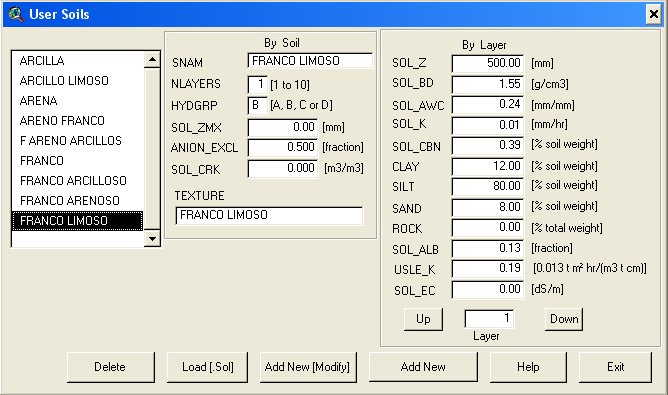 User Soils
ARCILLA
ARCILLO LIMOSO
ARENA
ARENO FRANCO
F ARENO ARCILLOS
FRANCO
FRANCO ARCILLOSO
FRANCO ARENOSO
FRANCO LIMOSO
By Soil
SNAM FRANCO LIMOSO
NLAYERS 1 [1 to 10]
HYDGRP B [A, B, C or D]
SOL_ZMX 0.00 [mm]
ANION_EXCL 0.500 [fraction]
SOL_CRK 0.000 [m3/m3]
TEXTURE
FRANCO LIMOSO
By Layer
SOL_Z 500.00 [mm]
SOL_BD 1.55 [g/cm3]
SOL_AWC 0.24 [mm/mm]
SOL_K 0.01 [mm/hr]
SOL_CBN 0.39 [% soil weight]
CLAY 12.00 [% soil weight]
SILT 80.00 [% soil weight]
SAND 8.00 [% soil weight]
ROCK 0.00 [% total weight]
SOL_ALB 0.13 [fraction]
USLE_K 0.19 [0.013 t m² hr/(m3 t cm)]
SOL_EC 0.00 [dS/m]
Up 1 Down
Layer
Delete Load [.Sol] Add New [Modify] Add New Help Exit